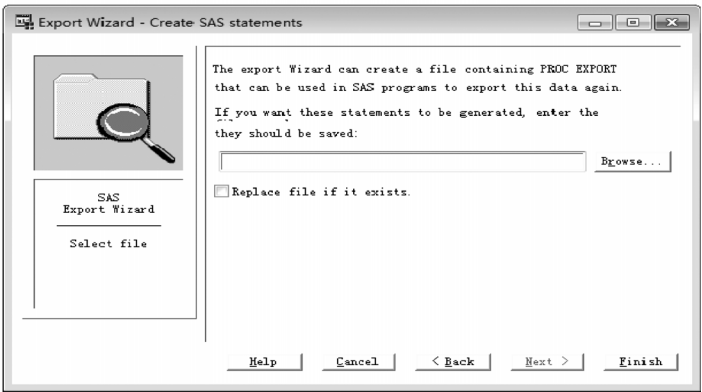 Export Wizard - Create SAS statements
The export Wizard can create a file containing PROC EXPORT
that can be used in SAS programs to export this data again.
If you want these statements to be generated, enter the
they should be saved:
Browse...
Replace file if it exists.
SAS
Export Wizard
Select file
Help Cancel < Back Next > Finish